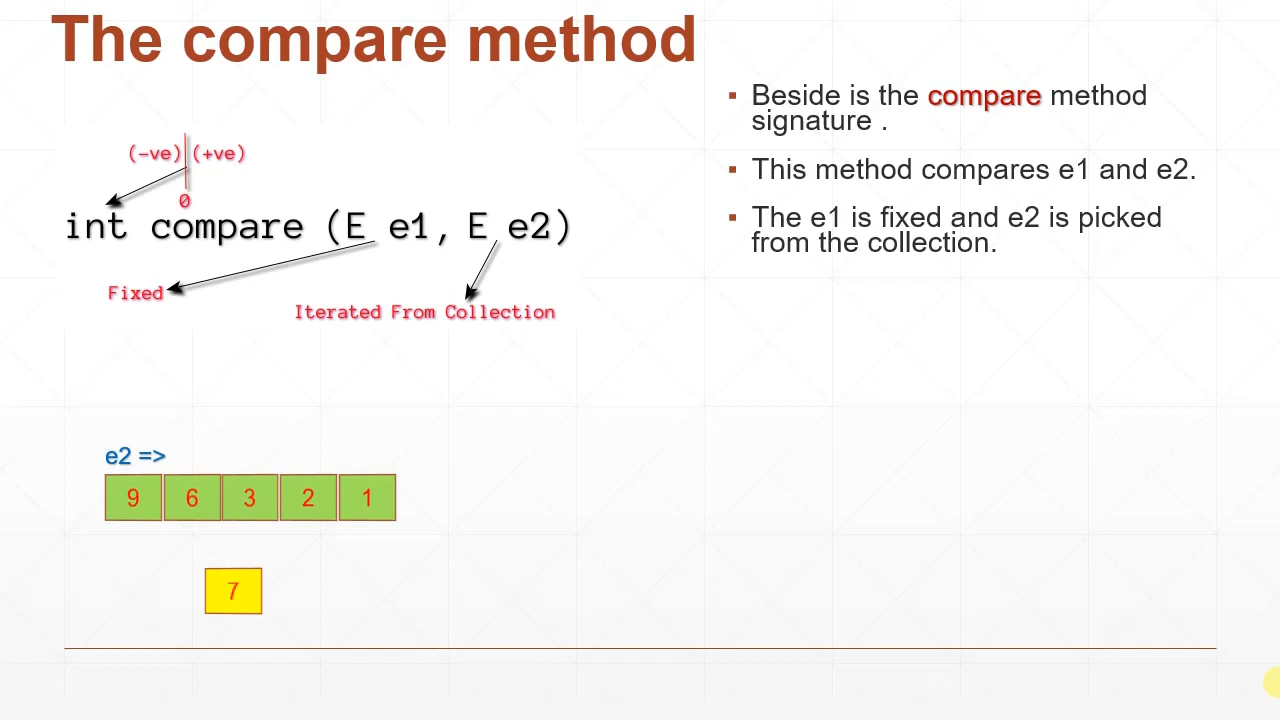 The compare method
(-ve) (+ve)
0
int compare (E e1, E e2)
Fixed
Iterated From Collection
▪ Beside is the compare method
signature .
▪ This method compares e1 and e2.
▪ The e1 is fixed and e2 is picked
from the collection.
e2 =>
9 6 3 2 1
7